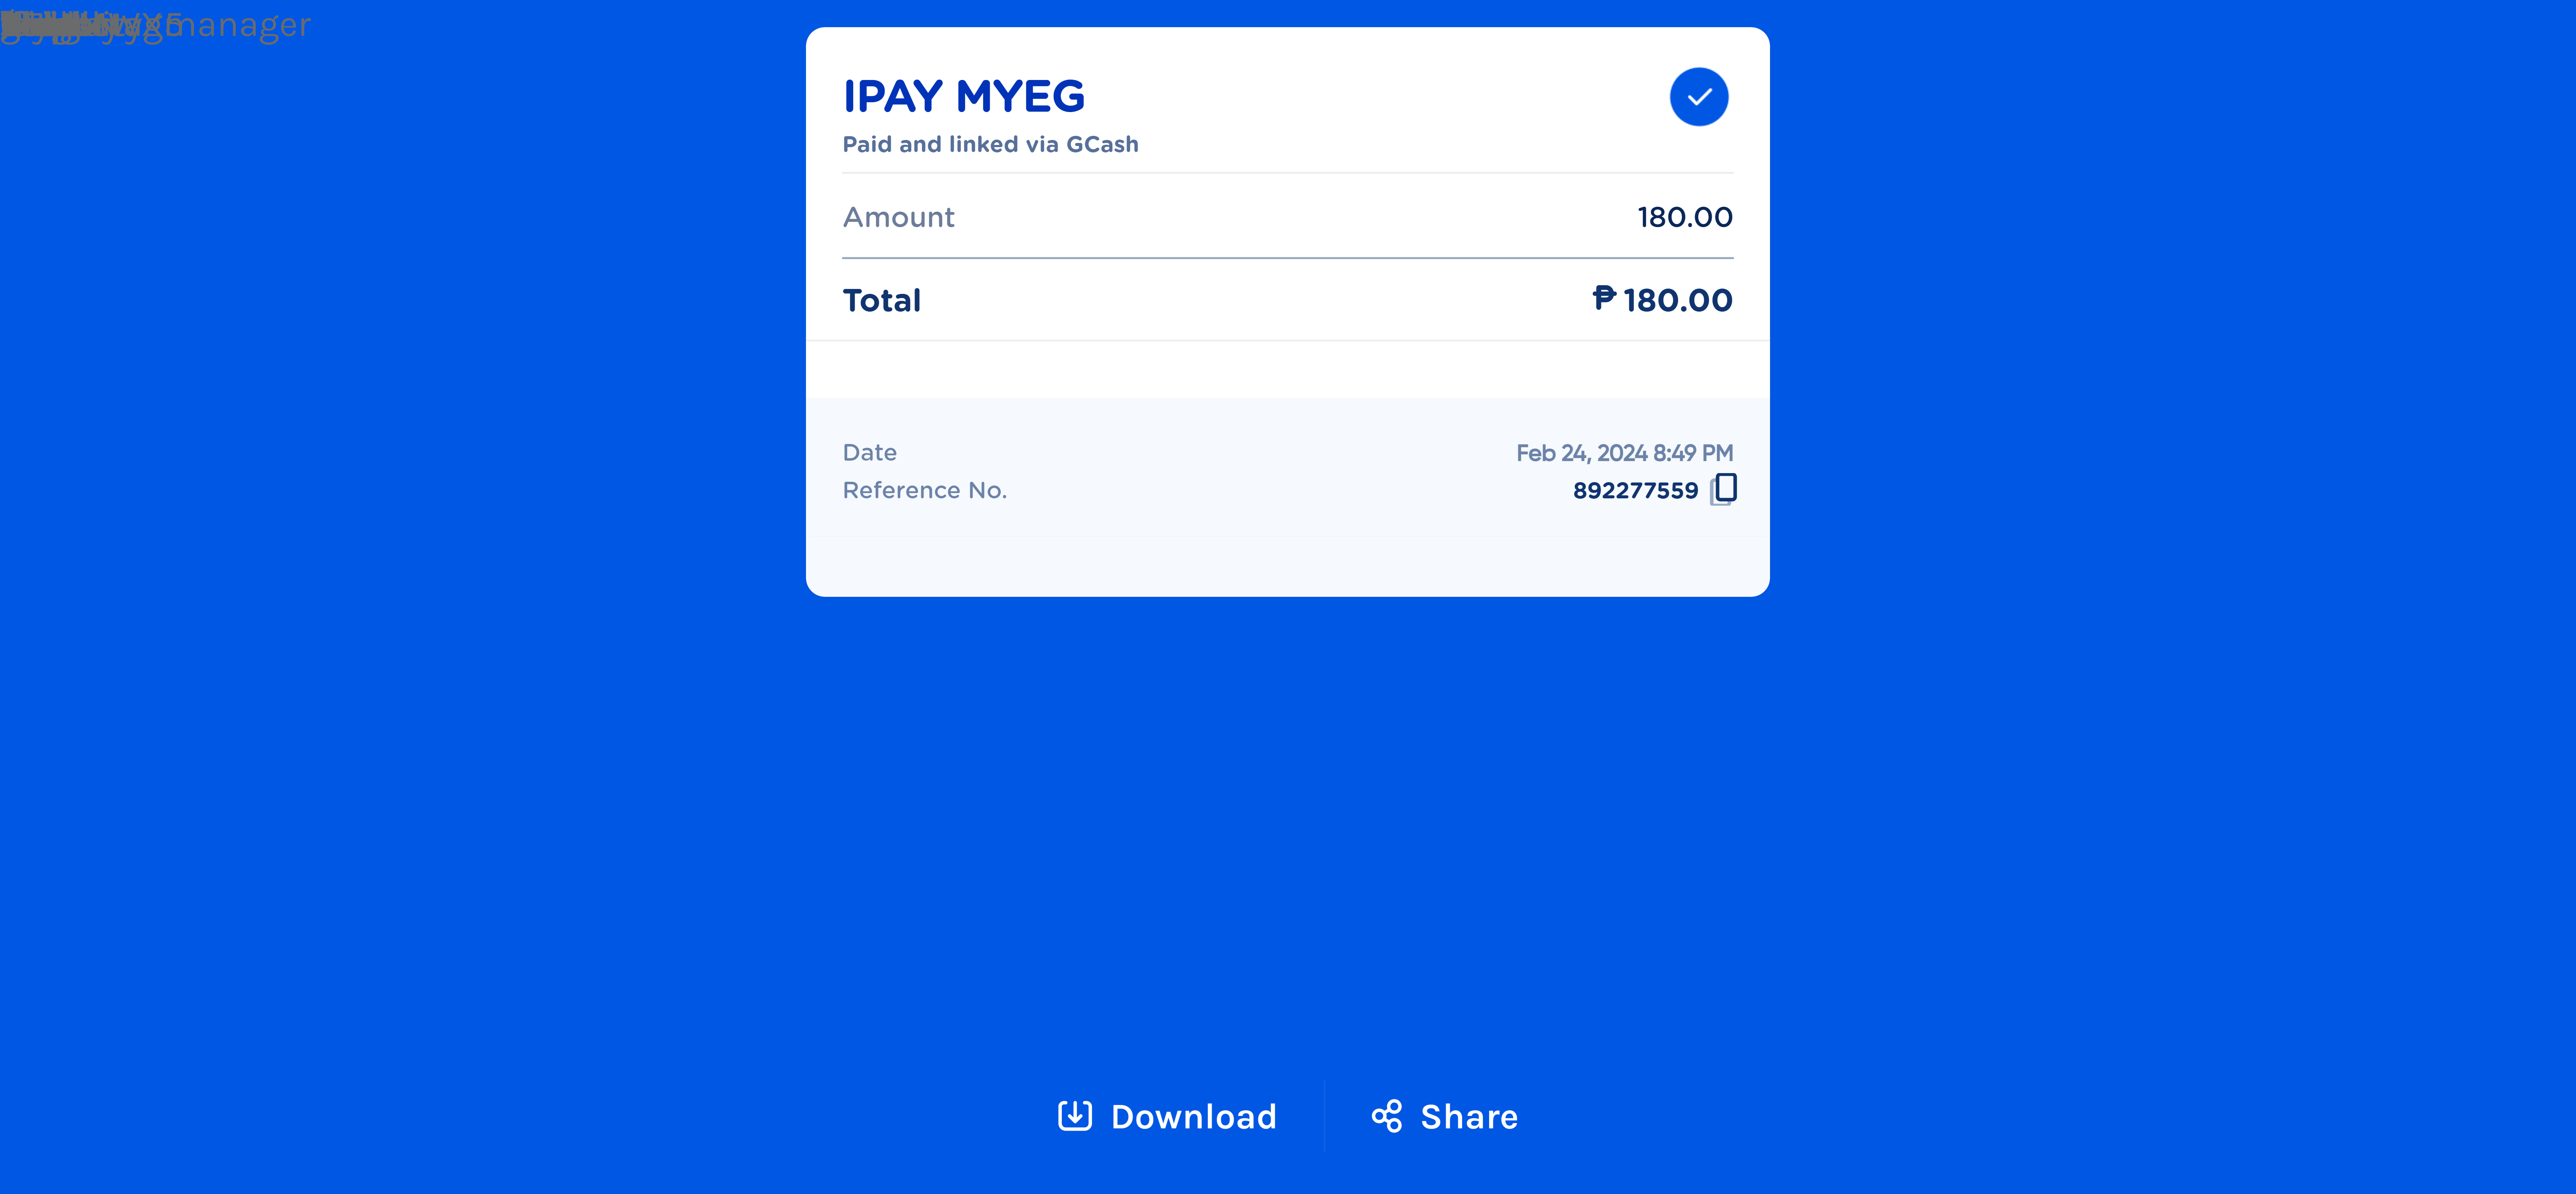 manager
IPAY MYEG
Paid and linked via GCash
Amount 180.00
Total ₱ 180.00
Date Feb 24, 2024 8:49 PM
Reference No. 892277559
Download Share